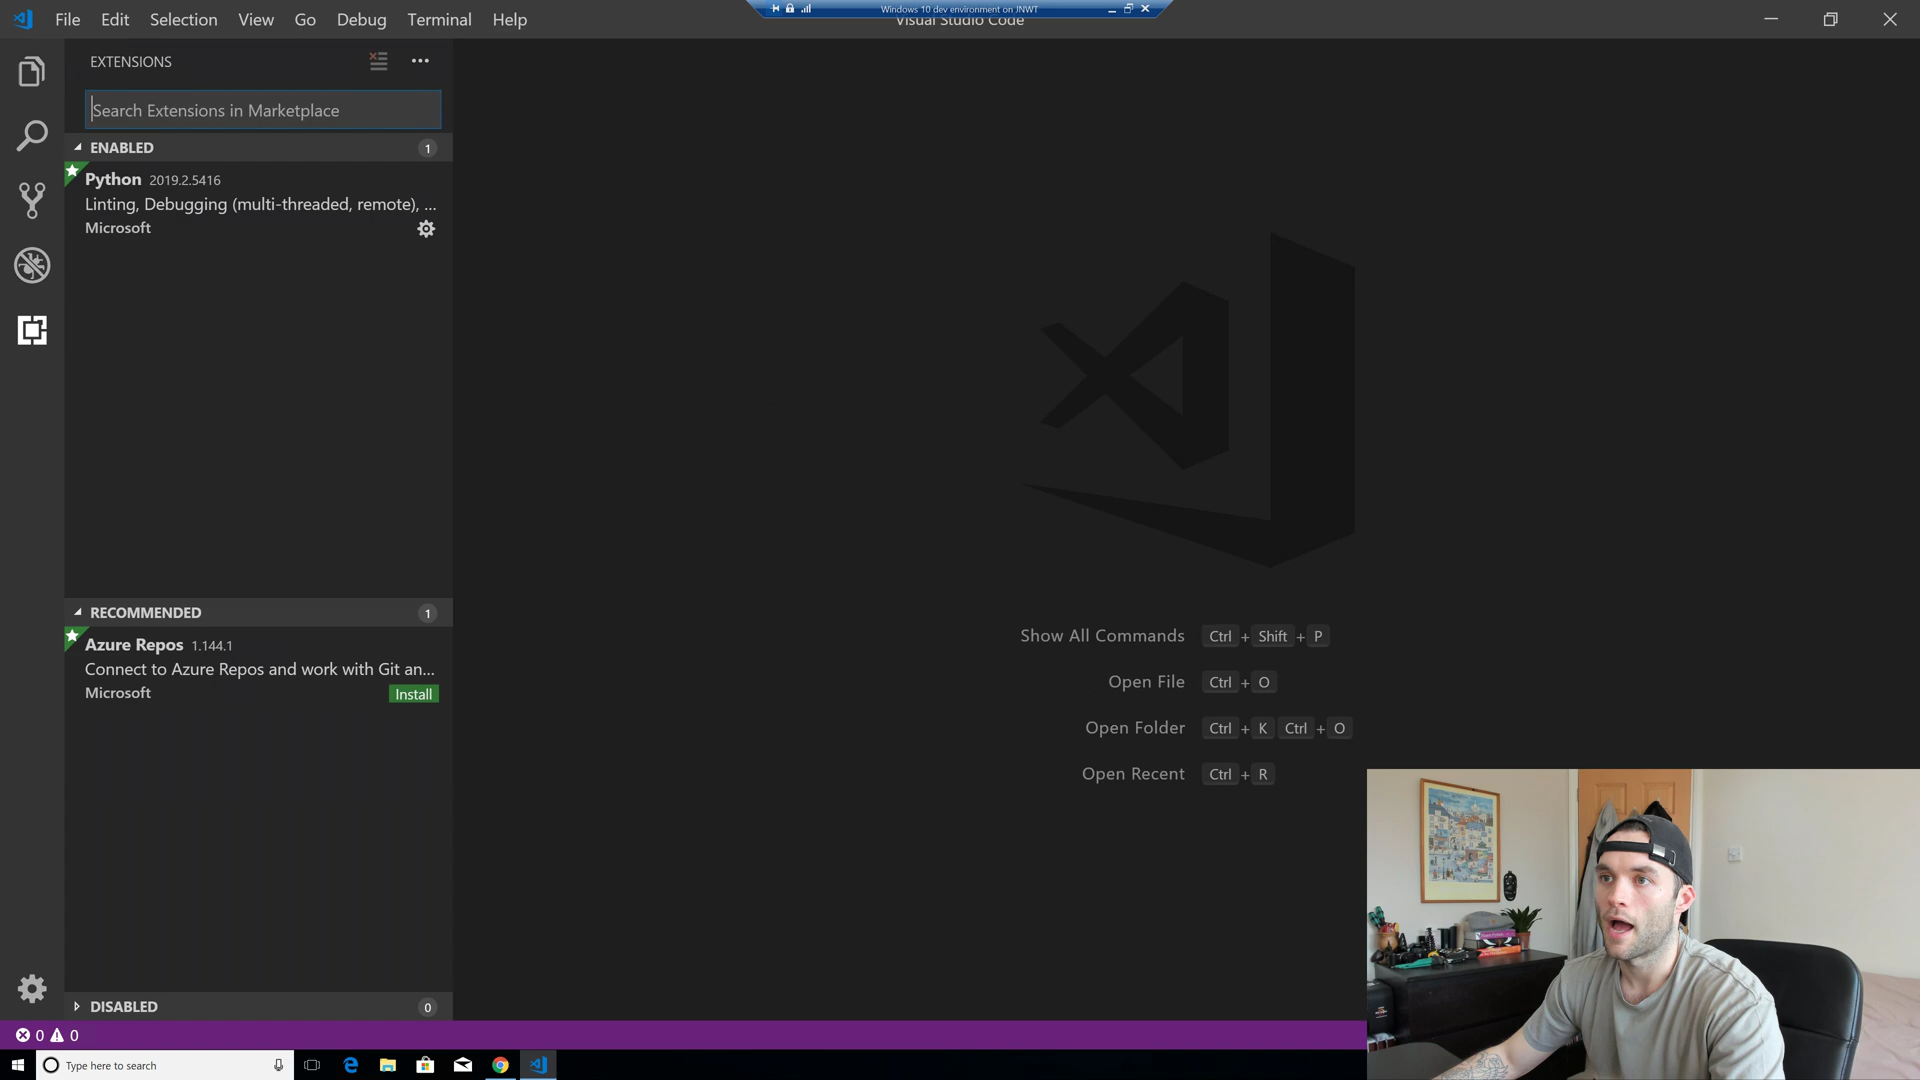 Windows 10 dev environment on JNWT
File Edit Selection View Go Debug Terminal Help
Visual Studio Code
EXTENSIONS
Search Extensions in Marketplace
ENABLED 1
Python 2019.2.5416
Linting, Debugging (multi-threaded, remote), ...
Microsoft
RECOMMENDED 1
Azure Repos 1.144.1
Connect to Azure Repos and work with Git an...
Microsoft Install
DISABLED 0
Show All Commands Ctrl + Shift + P
Open File Ctrl + O
Open Folder Ctrl + K Ctrl + O
Open Recent Ctrl + R
0 0
Type here to search